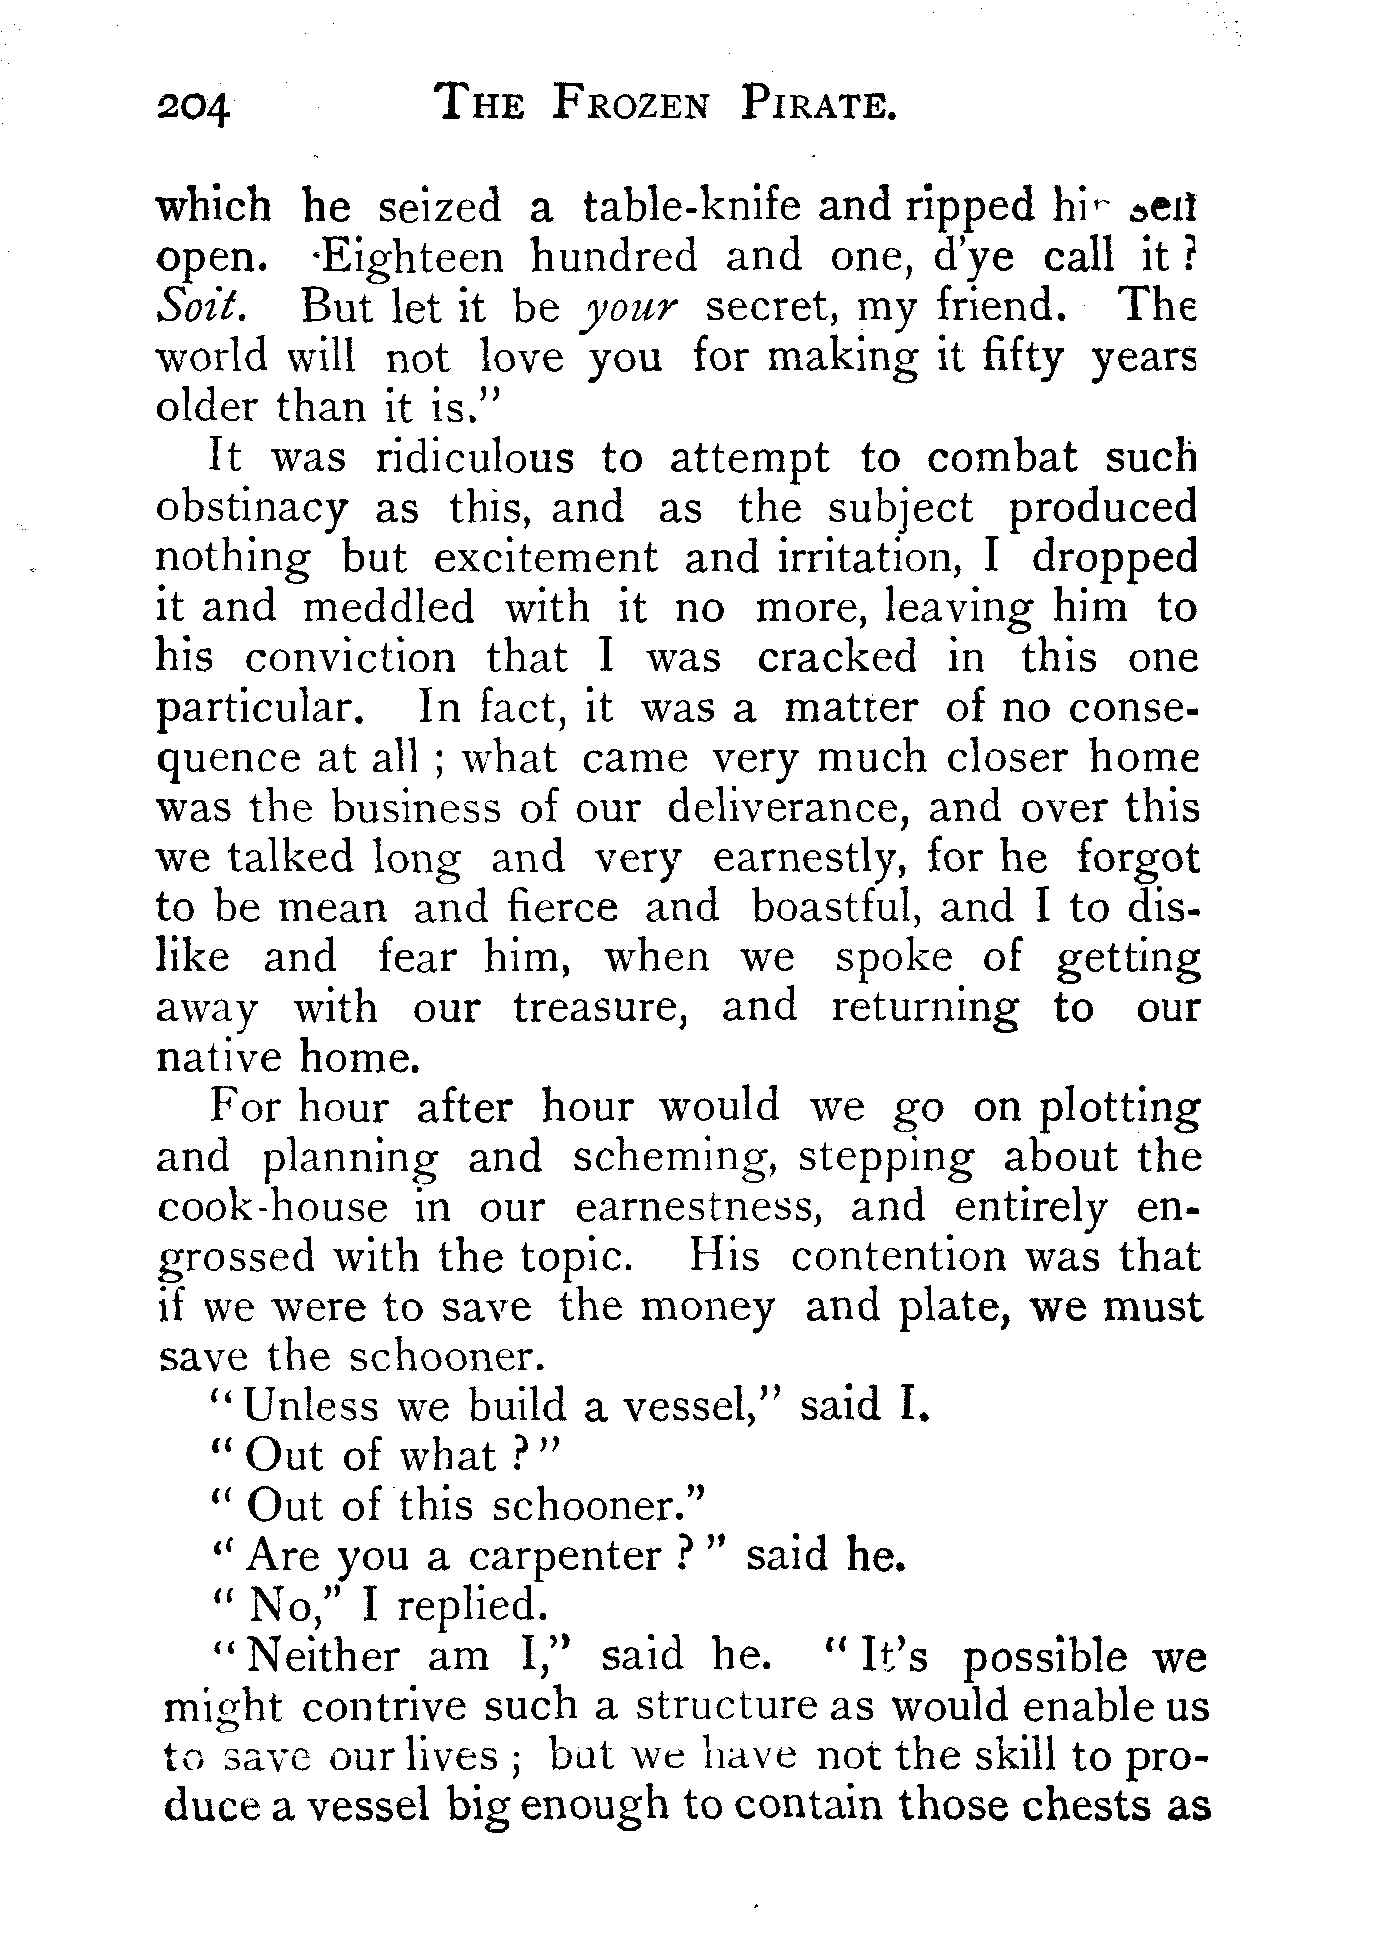 204 THE FROZEN PIRATE.
which he seized a table-knife and ripped
open. Eighteen hundred and one, d'ye call it ?
Soit. But let it be your secret, my friend. The
world will not love you for making it fifty years
older than it is."
It was ridiculous to attempt to combat such
obstinacy as this, and as the subject produced
nothing but excitement and irritation, I dropped
it and meddled with it no more, leaving him to
his conviction that I was cracked in this one
particular. In fact, it was a matter of no conse-
quence at all ; what came very much closer home
was the business of our deliverance, and over this
we talked long and very earnestly, for he forgot
to be mean and fierce and boastful, and I to dis-
like and fear him, when we spoke of getting
away with our treasure, and returning to our
native home.
For hour after hour would we go on plotting
and planning and scheming, stepping about the
cook-house in our earnestness, and entirely en-
grossed with the topic. His contention was that
if we were to save the money and plate, we must
save the schooner.
"Unless we build a vessel," said I.
"Out of what ?"
"Out of this schooner."
"Are you a carpenter ?" said he.
"No," I replied.
"Neither am I," said he. "It's possible we
might contrive such a structure as would enable us
to save our lives ; but we have not the skill to pro-
duce a vessel big enough to contain those chests as